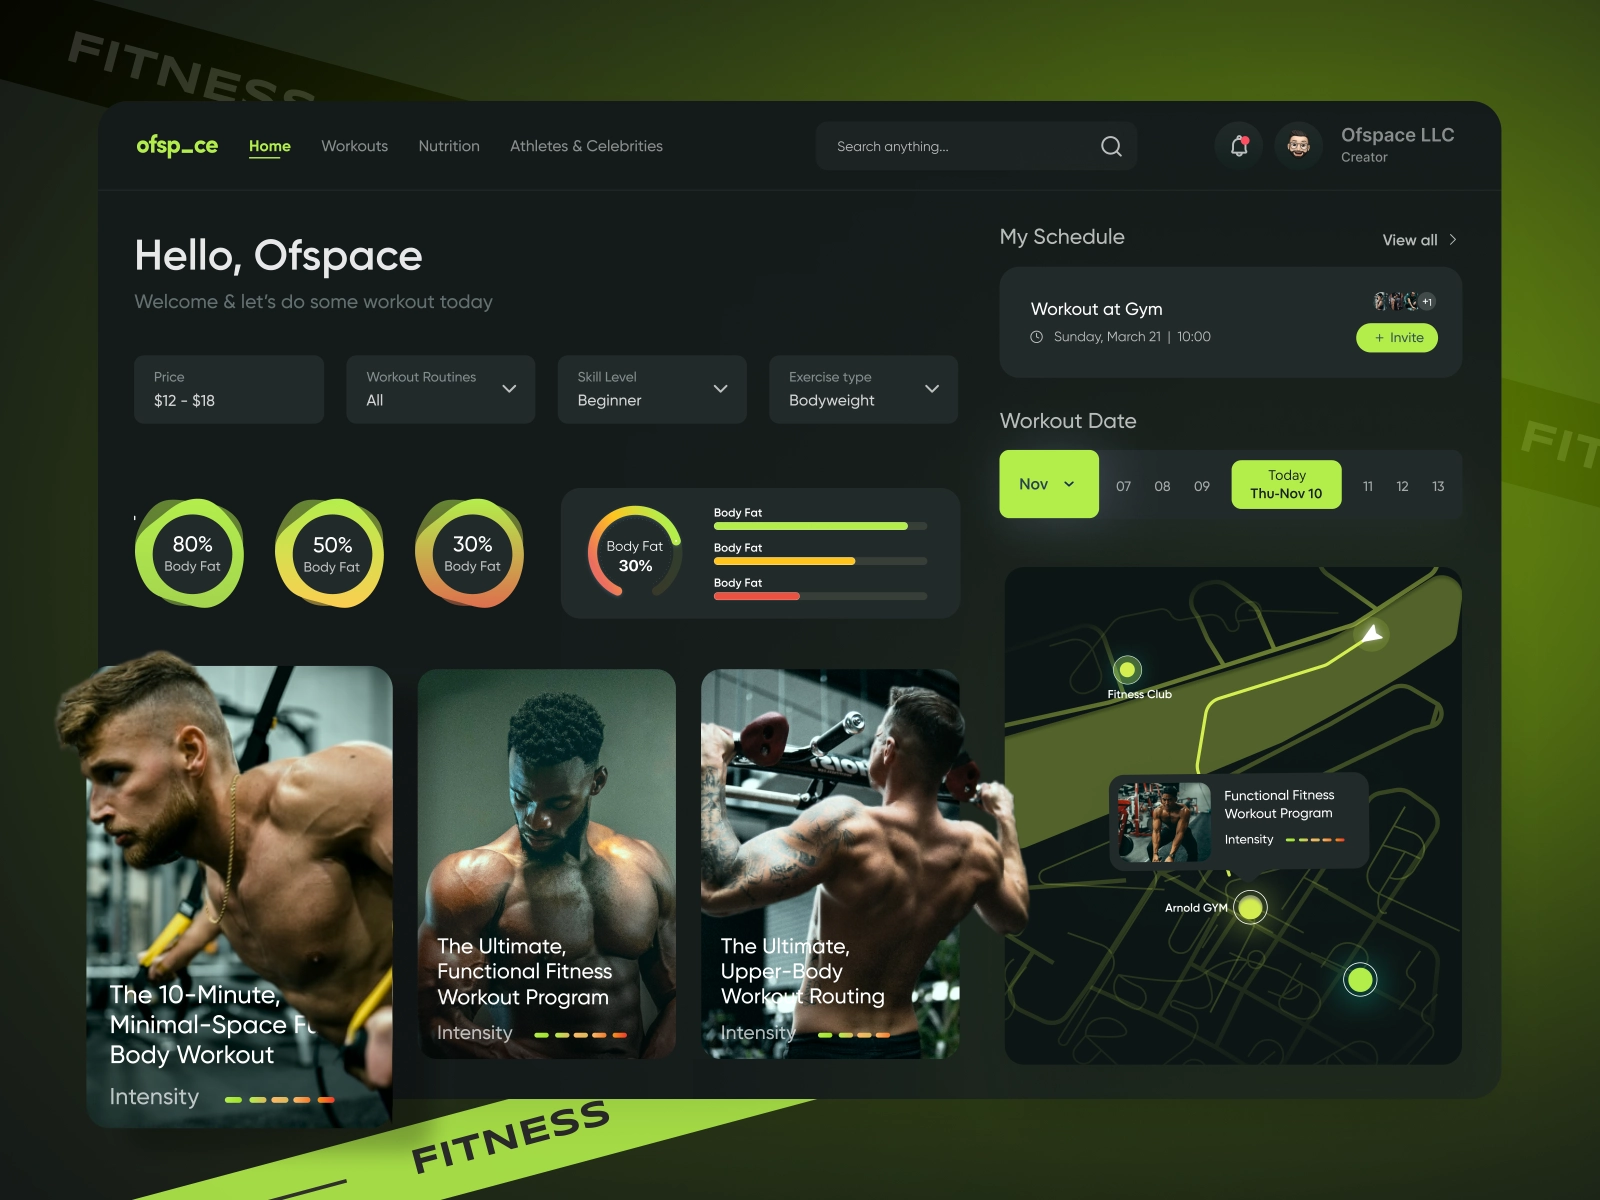 FITNESS
ofsp_ce
Home
Workouts
Nutrition
Athletes & Celebrities
Search anything...
Ofspace LLC
Creator
Hello, Ofspace
Welcome & let's do some workout today
Price
$12 - $18
Workout Routines
All
Skill Level
Beginner
Exercise type
Bodyweight
80%
Body Fat
50%
Body Fat
30%
Body Fat
Body Fat
30%
Body Fat
Body Fat
Body Fat
The 10-Minute,
Minimal-Space Fu
Body Workout
Intensity
The Ultimate,
Functional Fitness
Workout Program
Intensity
The Ultimate,
Upper-Body
Workout Routing
Intensity
My Schedule
View all
Workout at Gym
+1
Sunday, March 21 | 10:00
+ Invite
Workout Date
Nov
07
08
09
Today
Thu-Nov 10
11
12
13
Fitness Club
Functional Fitness
Workout Program
Intensity
Arnold GYM
FIT
FITNESS